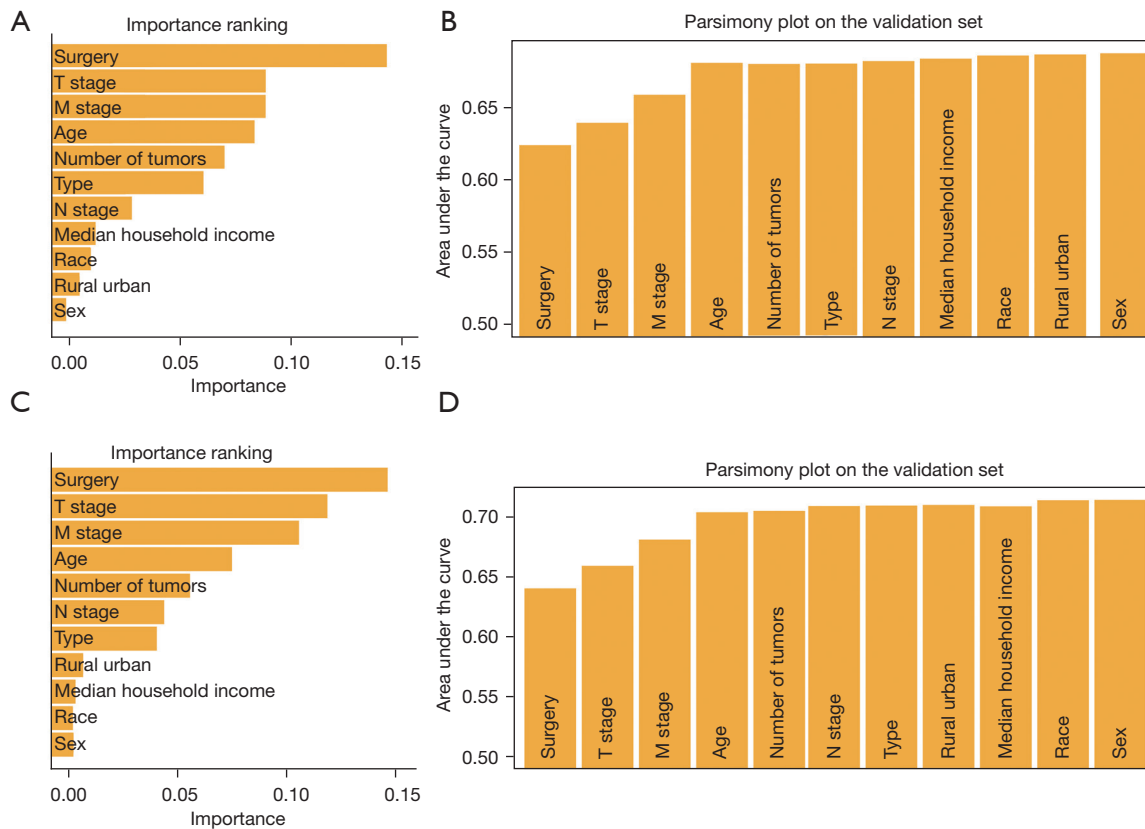 A
Importance ranking
Surgery
T stage
M stage
Age
Number of tumors
Type
N stage
Median household income
Race
Rural urban
Sex
0.00 0.05 0.10 0.15
Importance
B
Parsimony plot on the validation set
Area under the curve
0.65
0.60
0.55
0.50
Surgery
T stage
M stage
Age
Number of tumors
Type
N stage
Median household income
Race
Rural urban
Sex
C
Importance ranking
Surgery
T stage
M stage
Age
Number of tumors
N stage
Type
Rural urban
Median household income
Race
Sex
0.00 0.05 0.10 0.15
Importance
D
Parsimony plot on the validation set
Area under the curve
0.70
0.65
0.60
0.55
0.50
Surgery
T stage
M stage
Age
Number of tumors
N stage
Type
Rural urban
Median household income
Race
Sex